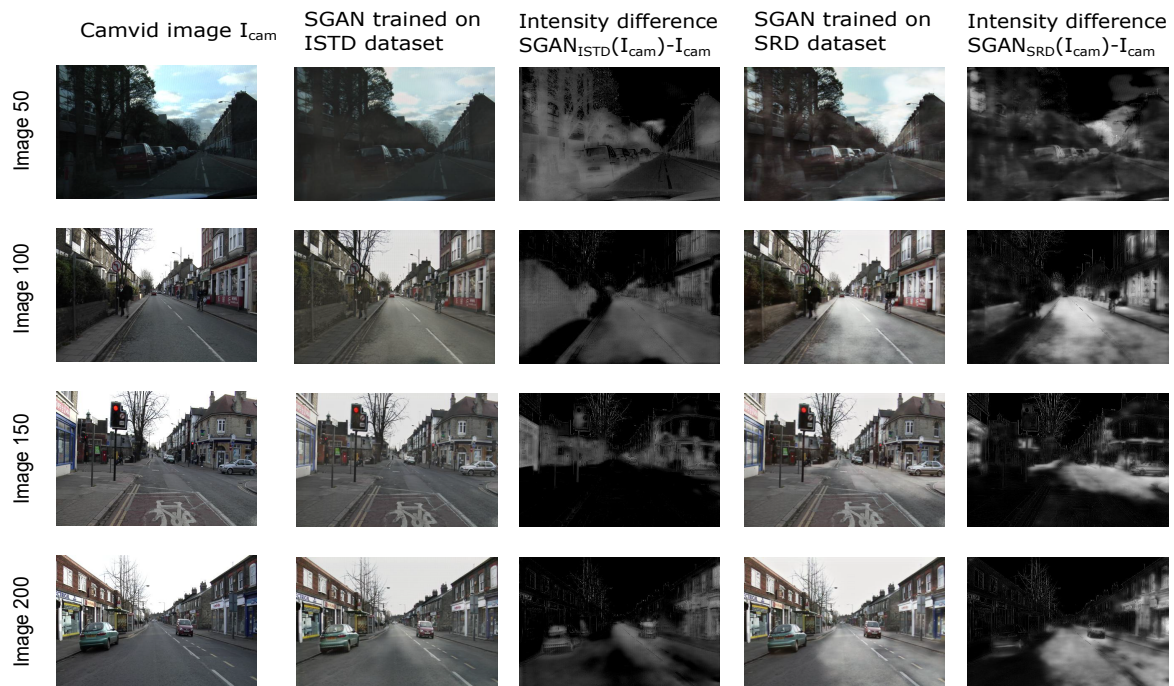 Camvid image I_cam
SGAN trained on
ISTD dataset
Intensity difference
SGAN_ISTD(I_cam)-I_cam
SGAN trained on
SRD dataset
Intensity difference
SGAN_SRD(I_cam)-I_cam
Image 50
Image 100
Image 150
Image 200